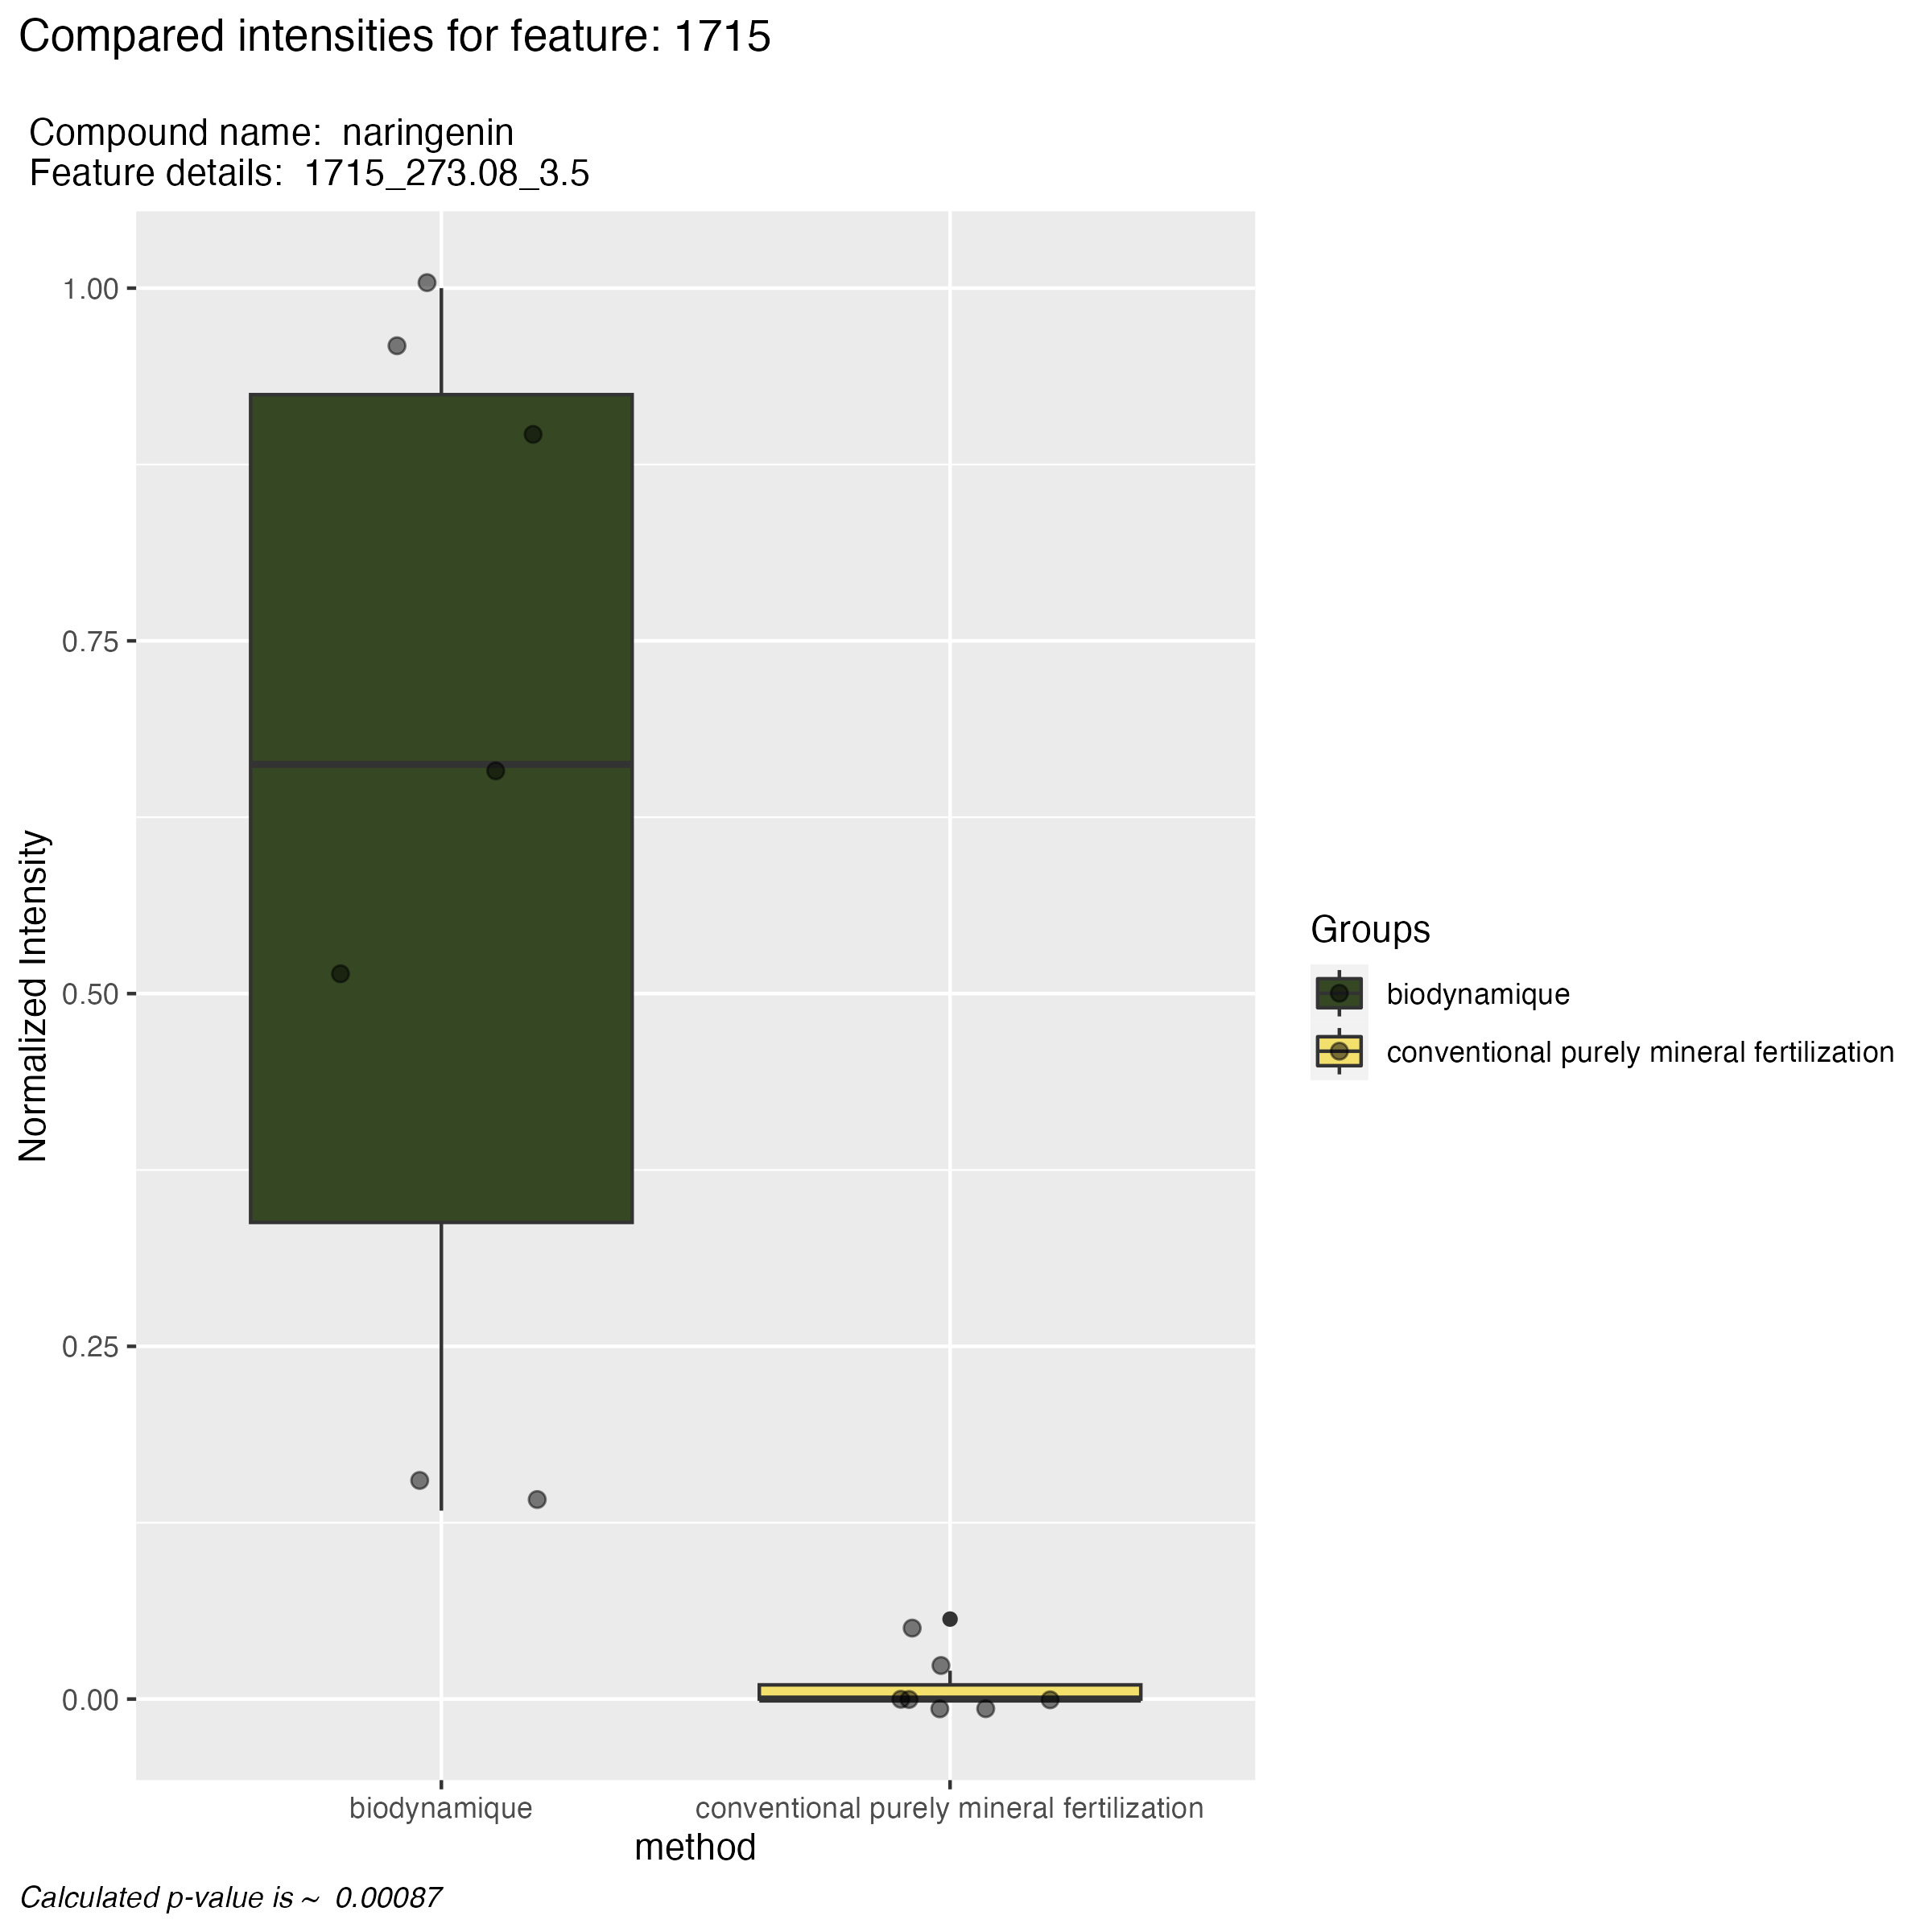 Compared intensities for feature: 1715
Compound name:  naringenin
Feature details:  1715_273.08_3.5
Normalized Intensity
1.00
0.75
0.50
0.25
0.00
biodynamique
conventional purely mineral fertilization
method
Groups
biodynamique
conventional purely mineral fertilization
Calculated p-value is ~  0.00087